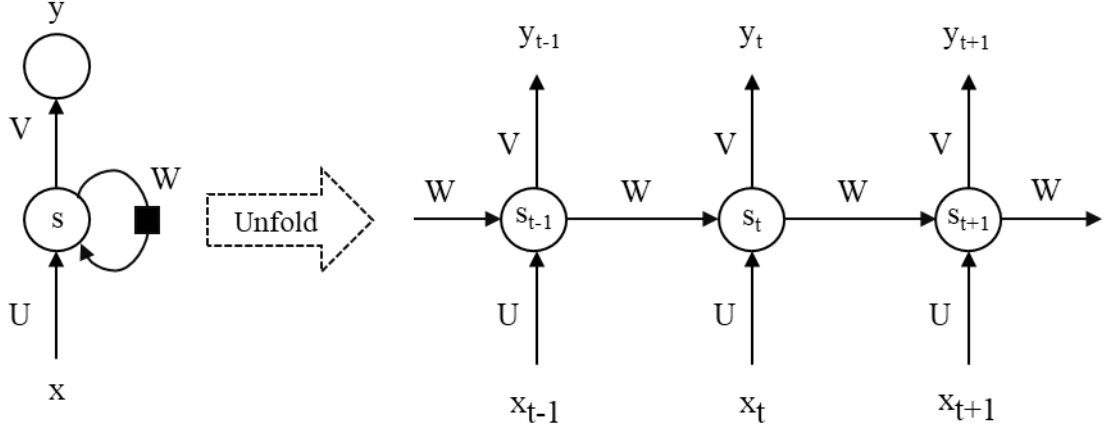 y
V
W
s
U
x
Unfold
y_{t-1} y_t y_{t+1}
V V V
W W W W
s_{t-1} s_t s_{t+1}
U U U
x_{t-1} x_t x_{t+1}